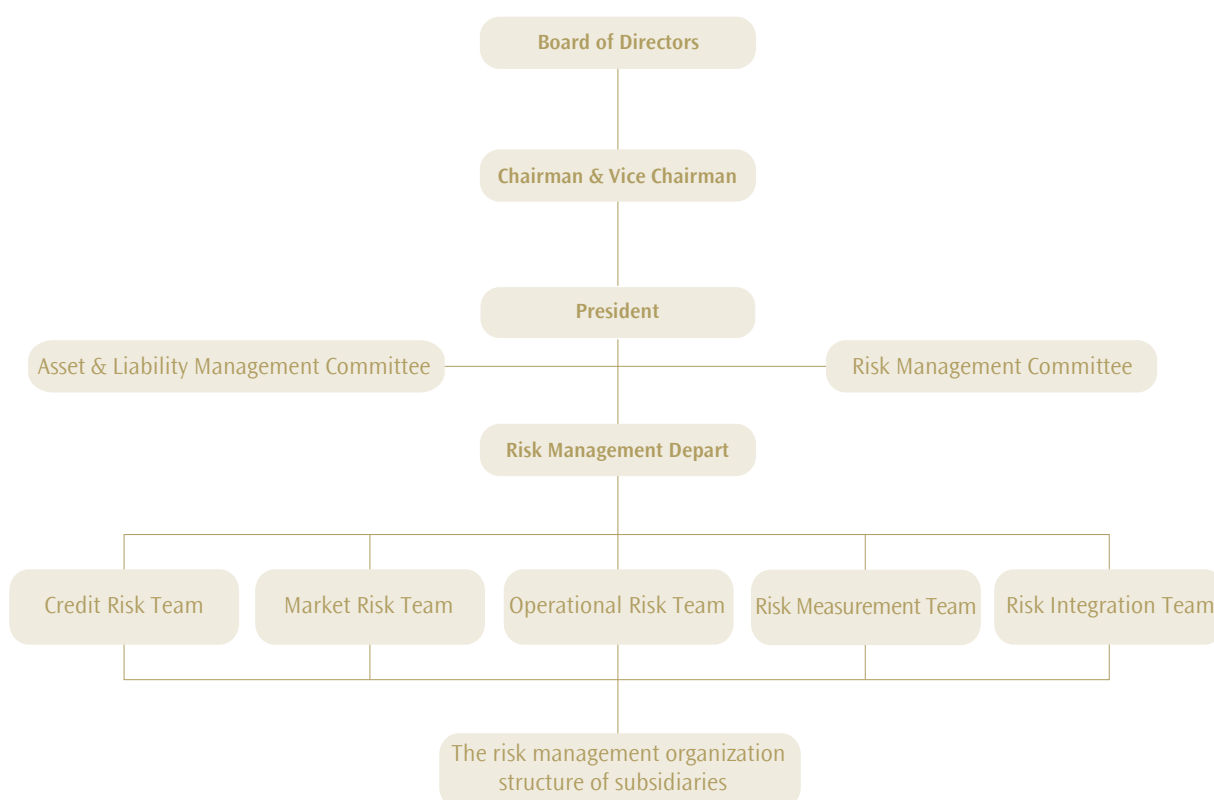 Board of Directors
Chairman & Vice Chairman
President
Asset & Liability Management Committee
Risk Management Committee
Risk Management Depart
Credit Risk Team
Market Risk Team
Operational Risk Team
Risk Measurement Team
Risk Integration Team
The risk management organization
structure of subsidiaries